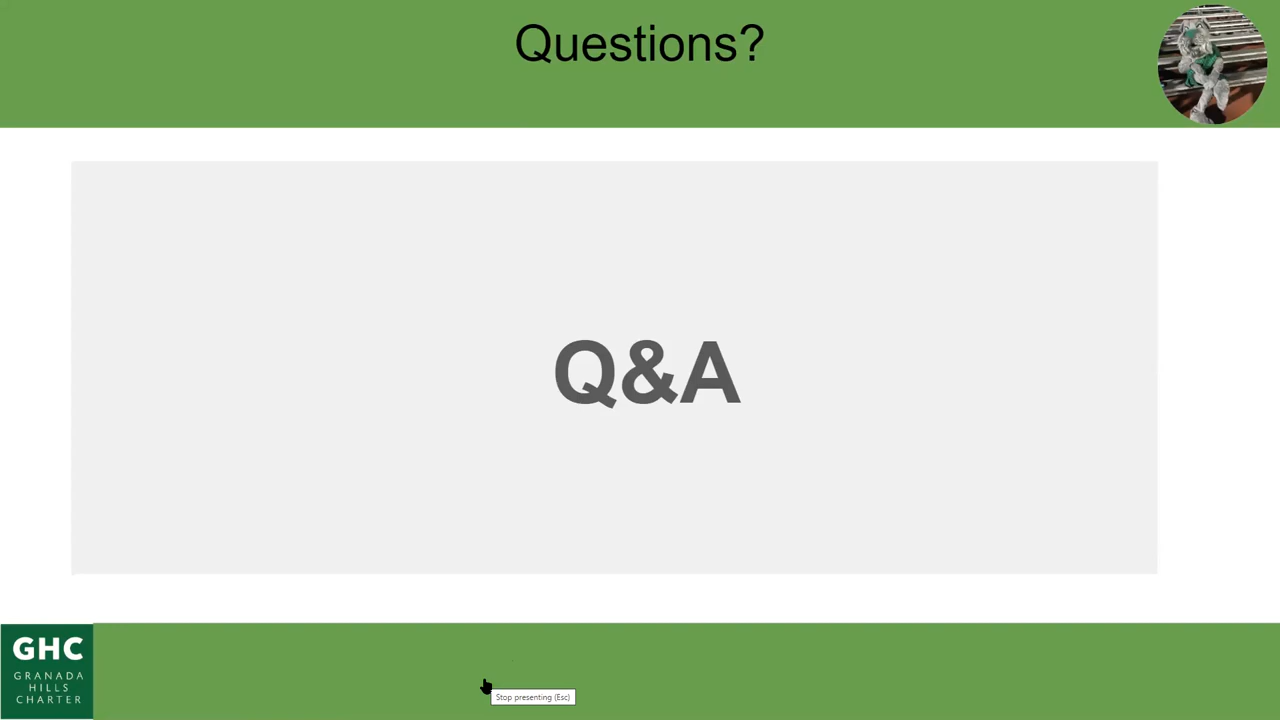 Questions?
Q&A
GHC
GRANADA
HILLS
CHARTER
Stop presenting (Esc)